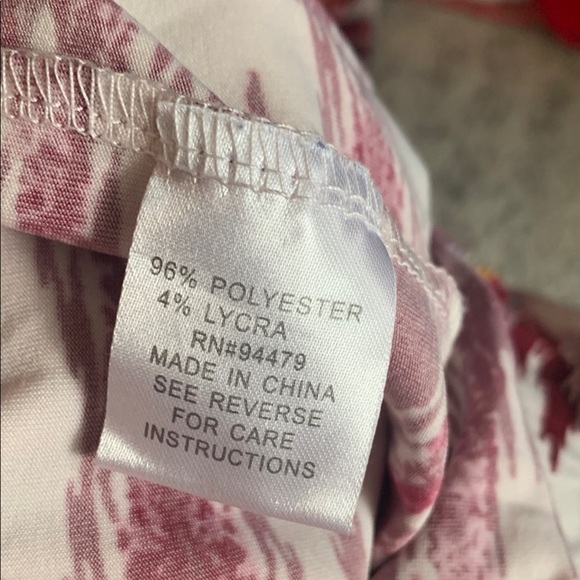 96% POLYESTER
4% LYCRA
RN#94479
MADE IN CHINA
SEE REVERSE
FOR CARE
INSTRUCTIONS